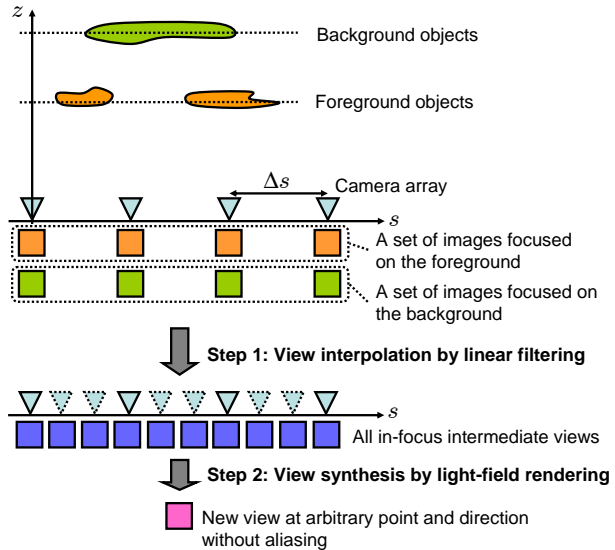 z
Background objects
Foreground objects
Δs
Camera array
s
A set of images focused
on the foreground
A set of images focused on
the background
Step 1: View interpolation by linear filtering
s
All in-focus intermediate views
Step 2: View synthesis by light-field rendering
New view at arbitrary point and direction
without aliasing